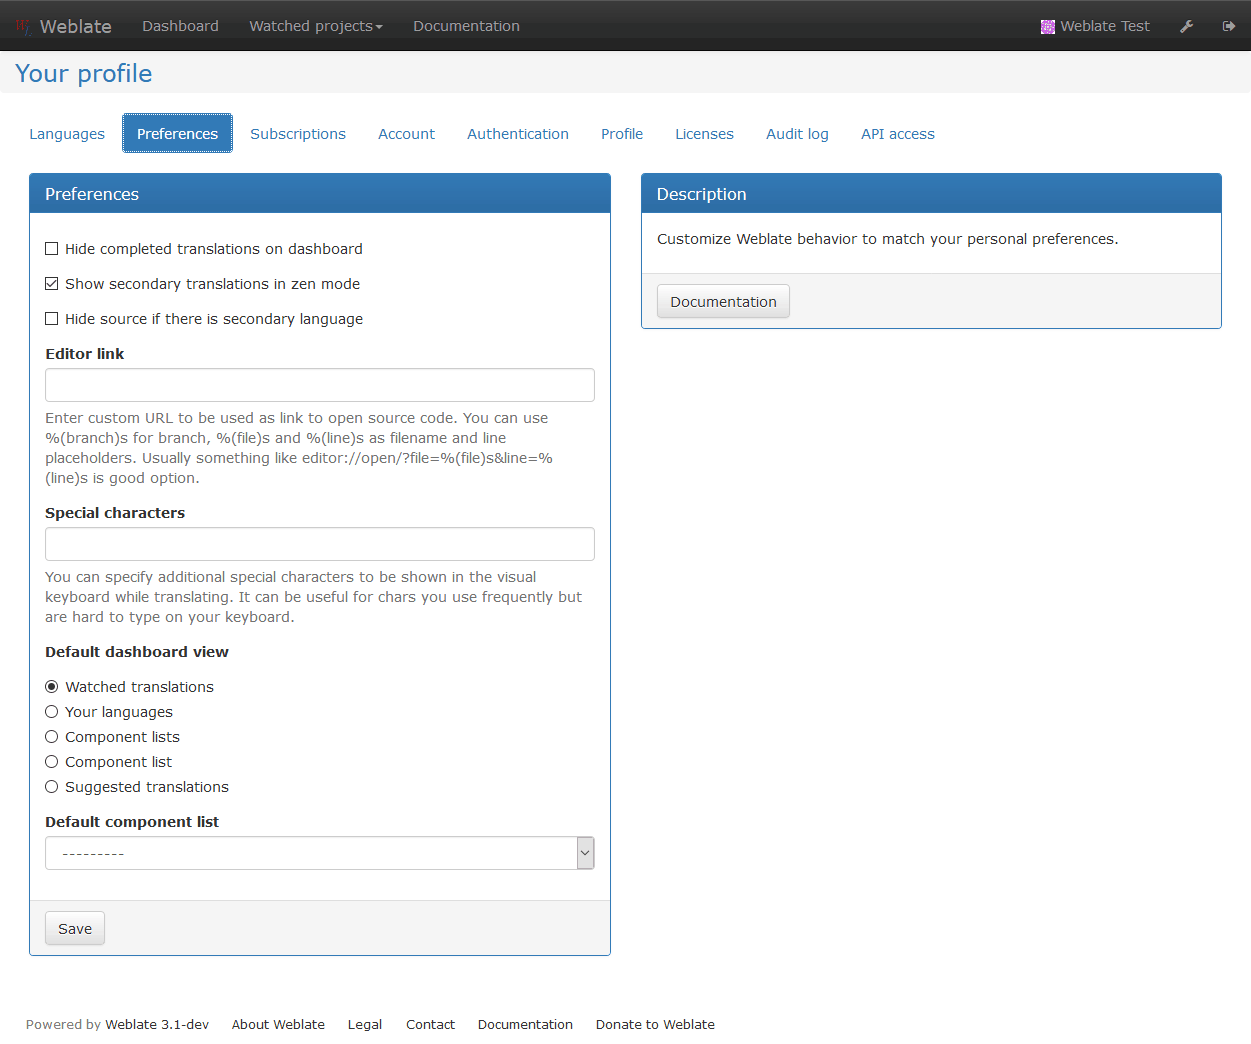 Weblate Dashboard Watched projects Documentation Weblate Test
Your profile
Languages Preferences Subscriptions Account Authentication Profile Licenses Audit log API access
Preferences
Hide completed translations on dashboard
Show secondary translations in zen mode
Hide source if there is secondary language
Editor link
Enter custom URL to be used as link to open source code. You can use
%(branch)s for branch, %(file)s and %(line)s as filename and line
placeholders. Usually something like editor://open/?file=%(file)s&line=%
(line)s is good option.
Special characters
You can specify additional special characters to be shown in the visual
keyboard while translating. It can be useful for chars you use frequently but
are hard to type on your keyboard.
Default dashboard view
Watched translations
Your languages
Component lists
Component list
Suggested translations
Default component list
---------
Save
Description
Customize Weblate behavior to match your personal preferences.
Documentation
Powered by Weblate 3.1-dev About Weblate Legal Contact Documentation Donate to Weblate